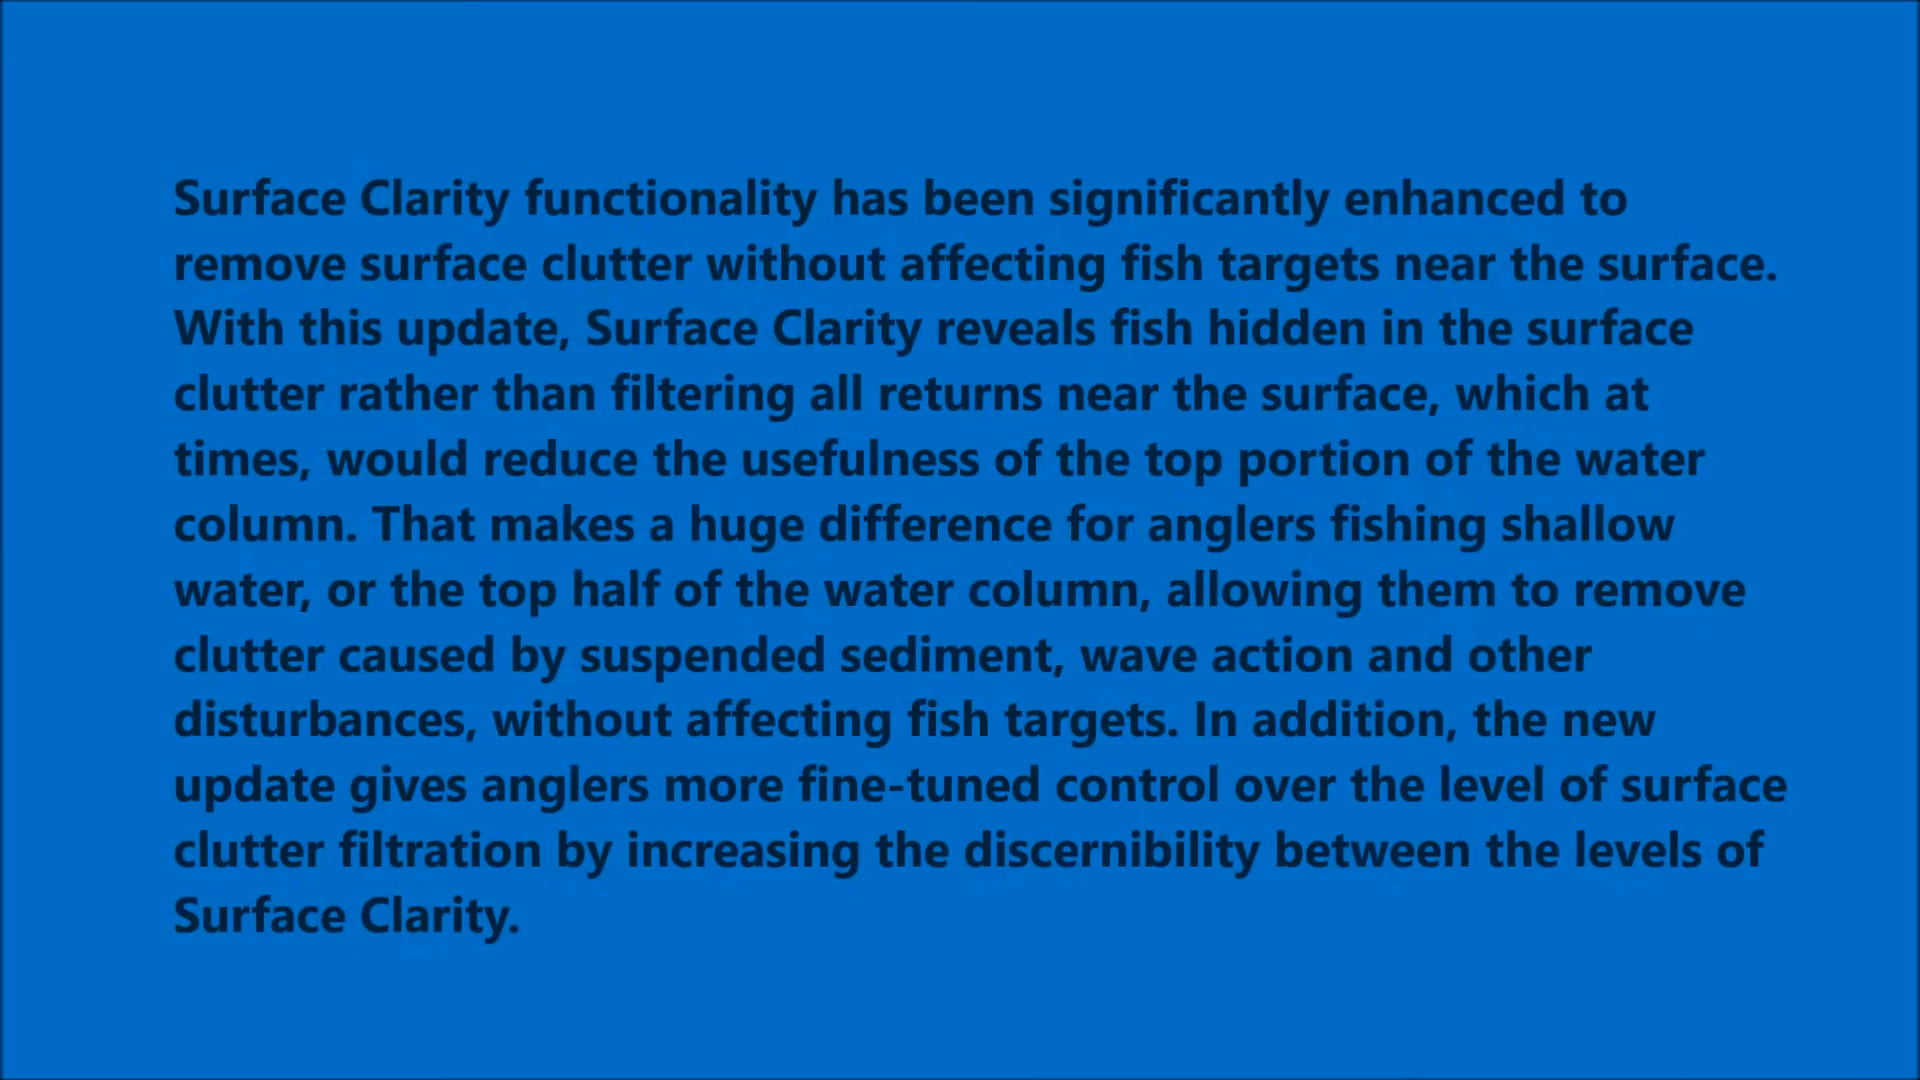 Surface Clarity functionality has been significantly enhanced to
remove surface clutter without affecting fish targets near the surface.
With this update, Surface Clarity reveals fish hidden in the surface
clutter rather than filtering all returns near the surface, which at
times, would reduce the usefulness of the top portion of the water
column. That makes a huge difference for anglers fishing shallow
water, or the top half of the water column, allowing them to remove
clutter caused by suspended sediment, wave action and other
disturbances, without affecting fish targets. In addition, the new
update gives anglers more fine-tuned control over the level of surface
clutter filtration by increasing the discernibility between the levels of
Surface Clarity.